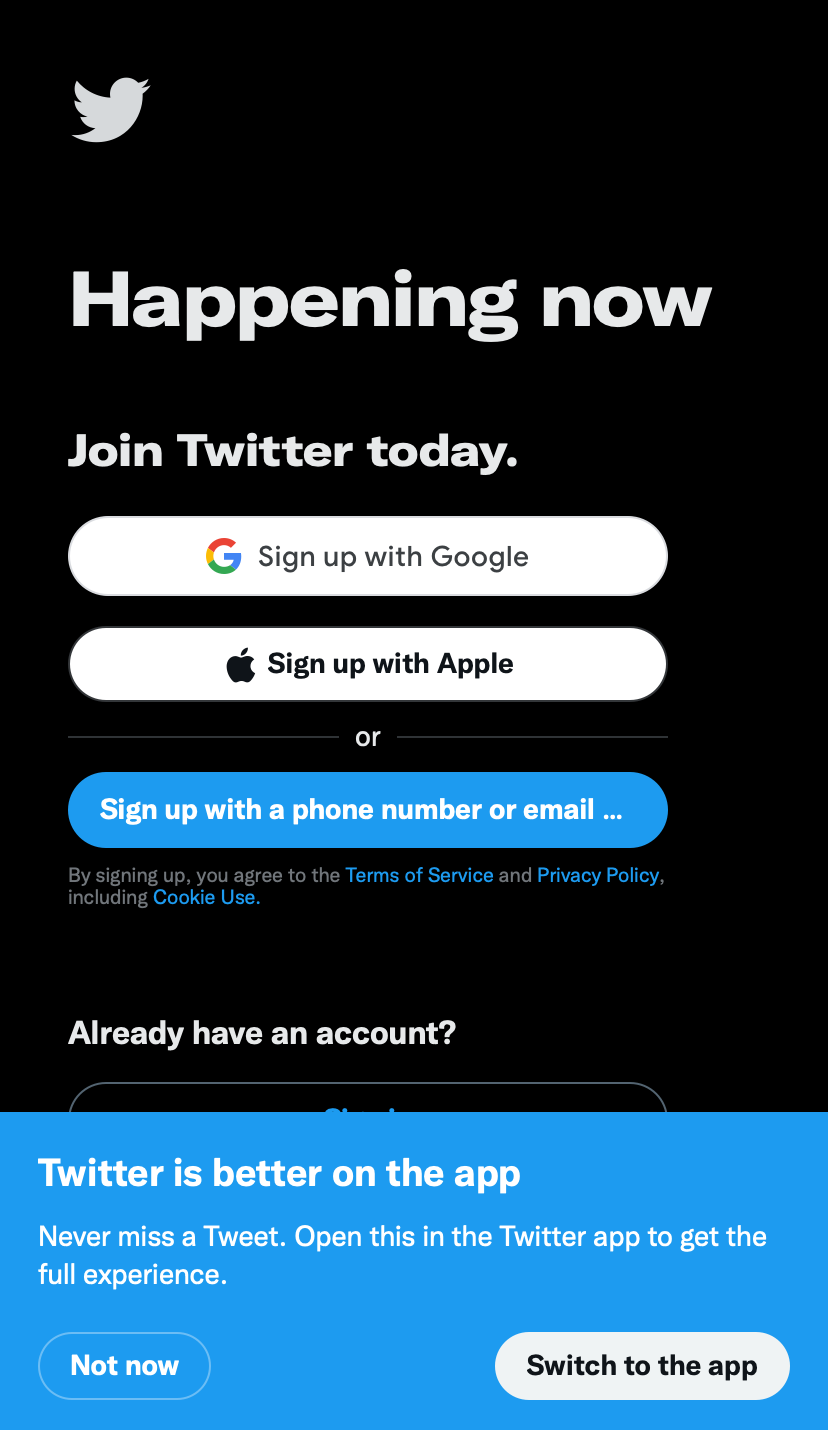 Happening now
Join Twitter today.
Sign up with Google
Sign up with Apple
or
Sign up with a phone number or email ...
By signing up, you agree to the Terms of Service and Privacy Policy,
including Cookie Use.
Already have an account?
Twitter is better on the app
Never miss a Tweet. Open this in the Twitter app to get the
full experience.
Not now
Switch to the app